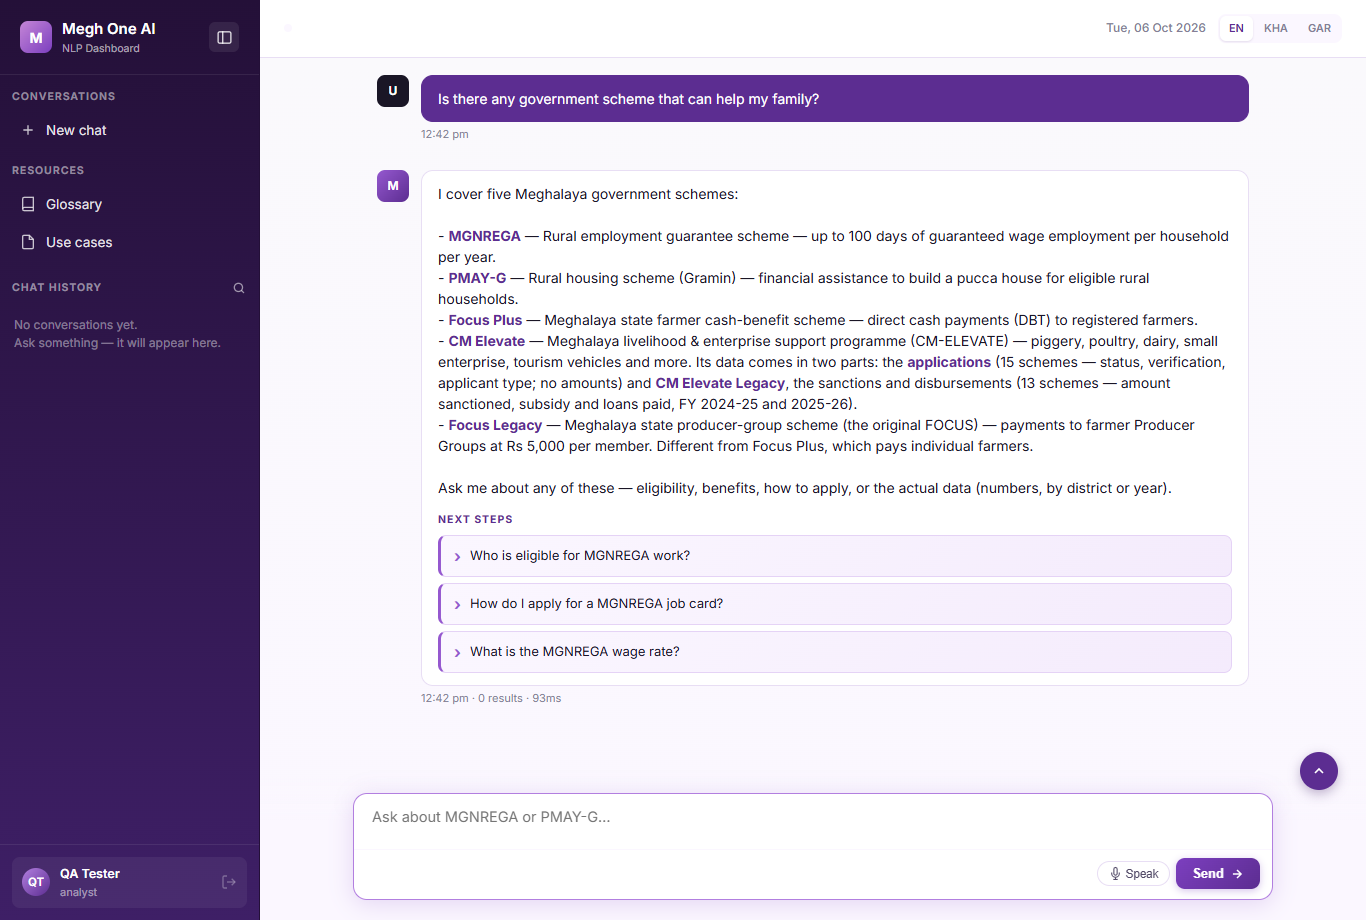 M
Megh One AI
NLP Dashboard
CONVERSATIONS
+ New chat
RESOURCES
Glossary
Use cases
CHAT HISTORY
No conversations yet.
Ask something — it will appear here.
QT
QA Tester
analyst
Tue, 06 Oct 2026
EN KHA GAR
U
Is there any government scheme that can help my family?
12:42 pm
M
I cover five Meghalaya government schemes:
- MGNREGA — Rural employment guarantee scheme — up to 100 days of guaranteed wage employment per household
per year.
- PMAY-G — Rural housing scheme (Gramin) — financial assistance to build a pucca house for eligible rural
households.
- Focus Plus — Meghalaya state farmer cash-benefit scheme — direct cash payments (DBT) to registered farmers.
- CM Elevate — Meghalaya livelihood & enterprise support programme (CM-ELEVATE) — piggery, poultry, dairy, small
enterprise, tourism vehicles and more. Its data comes in two parts: the applications (15 schemes — status, verification,
applicant type; no amounts) and CM Elevate Legacy, the sanctions and disbursements (13 schemes — amount
sanctioned, subsidy and loans paid, FY 2024-25 and 2025-26).
- Focus Legacy — Meghalaya state producer-group scheme (the original FOCUS) — payments to farmer Producer
Groups at Rs 5,000 per member. Different from Focus Plus, which pays individual farmers.
Ask me about any of these — eligibility, benefits, how to apply, or the actual data (numbers, by district or year).
NEXT STEPS
› Who is eligible for MGNREGA work?
› How do I apply for a MGNREGA job card?
› What is the MGNREGA wage rate?
12:42 pm · 0 results · 93ms
Ask about MGNREGA or PMAY-G...
Speak
Send →